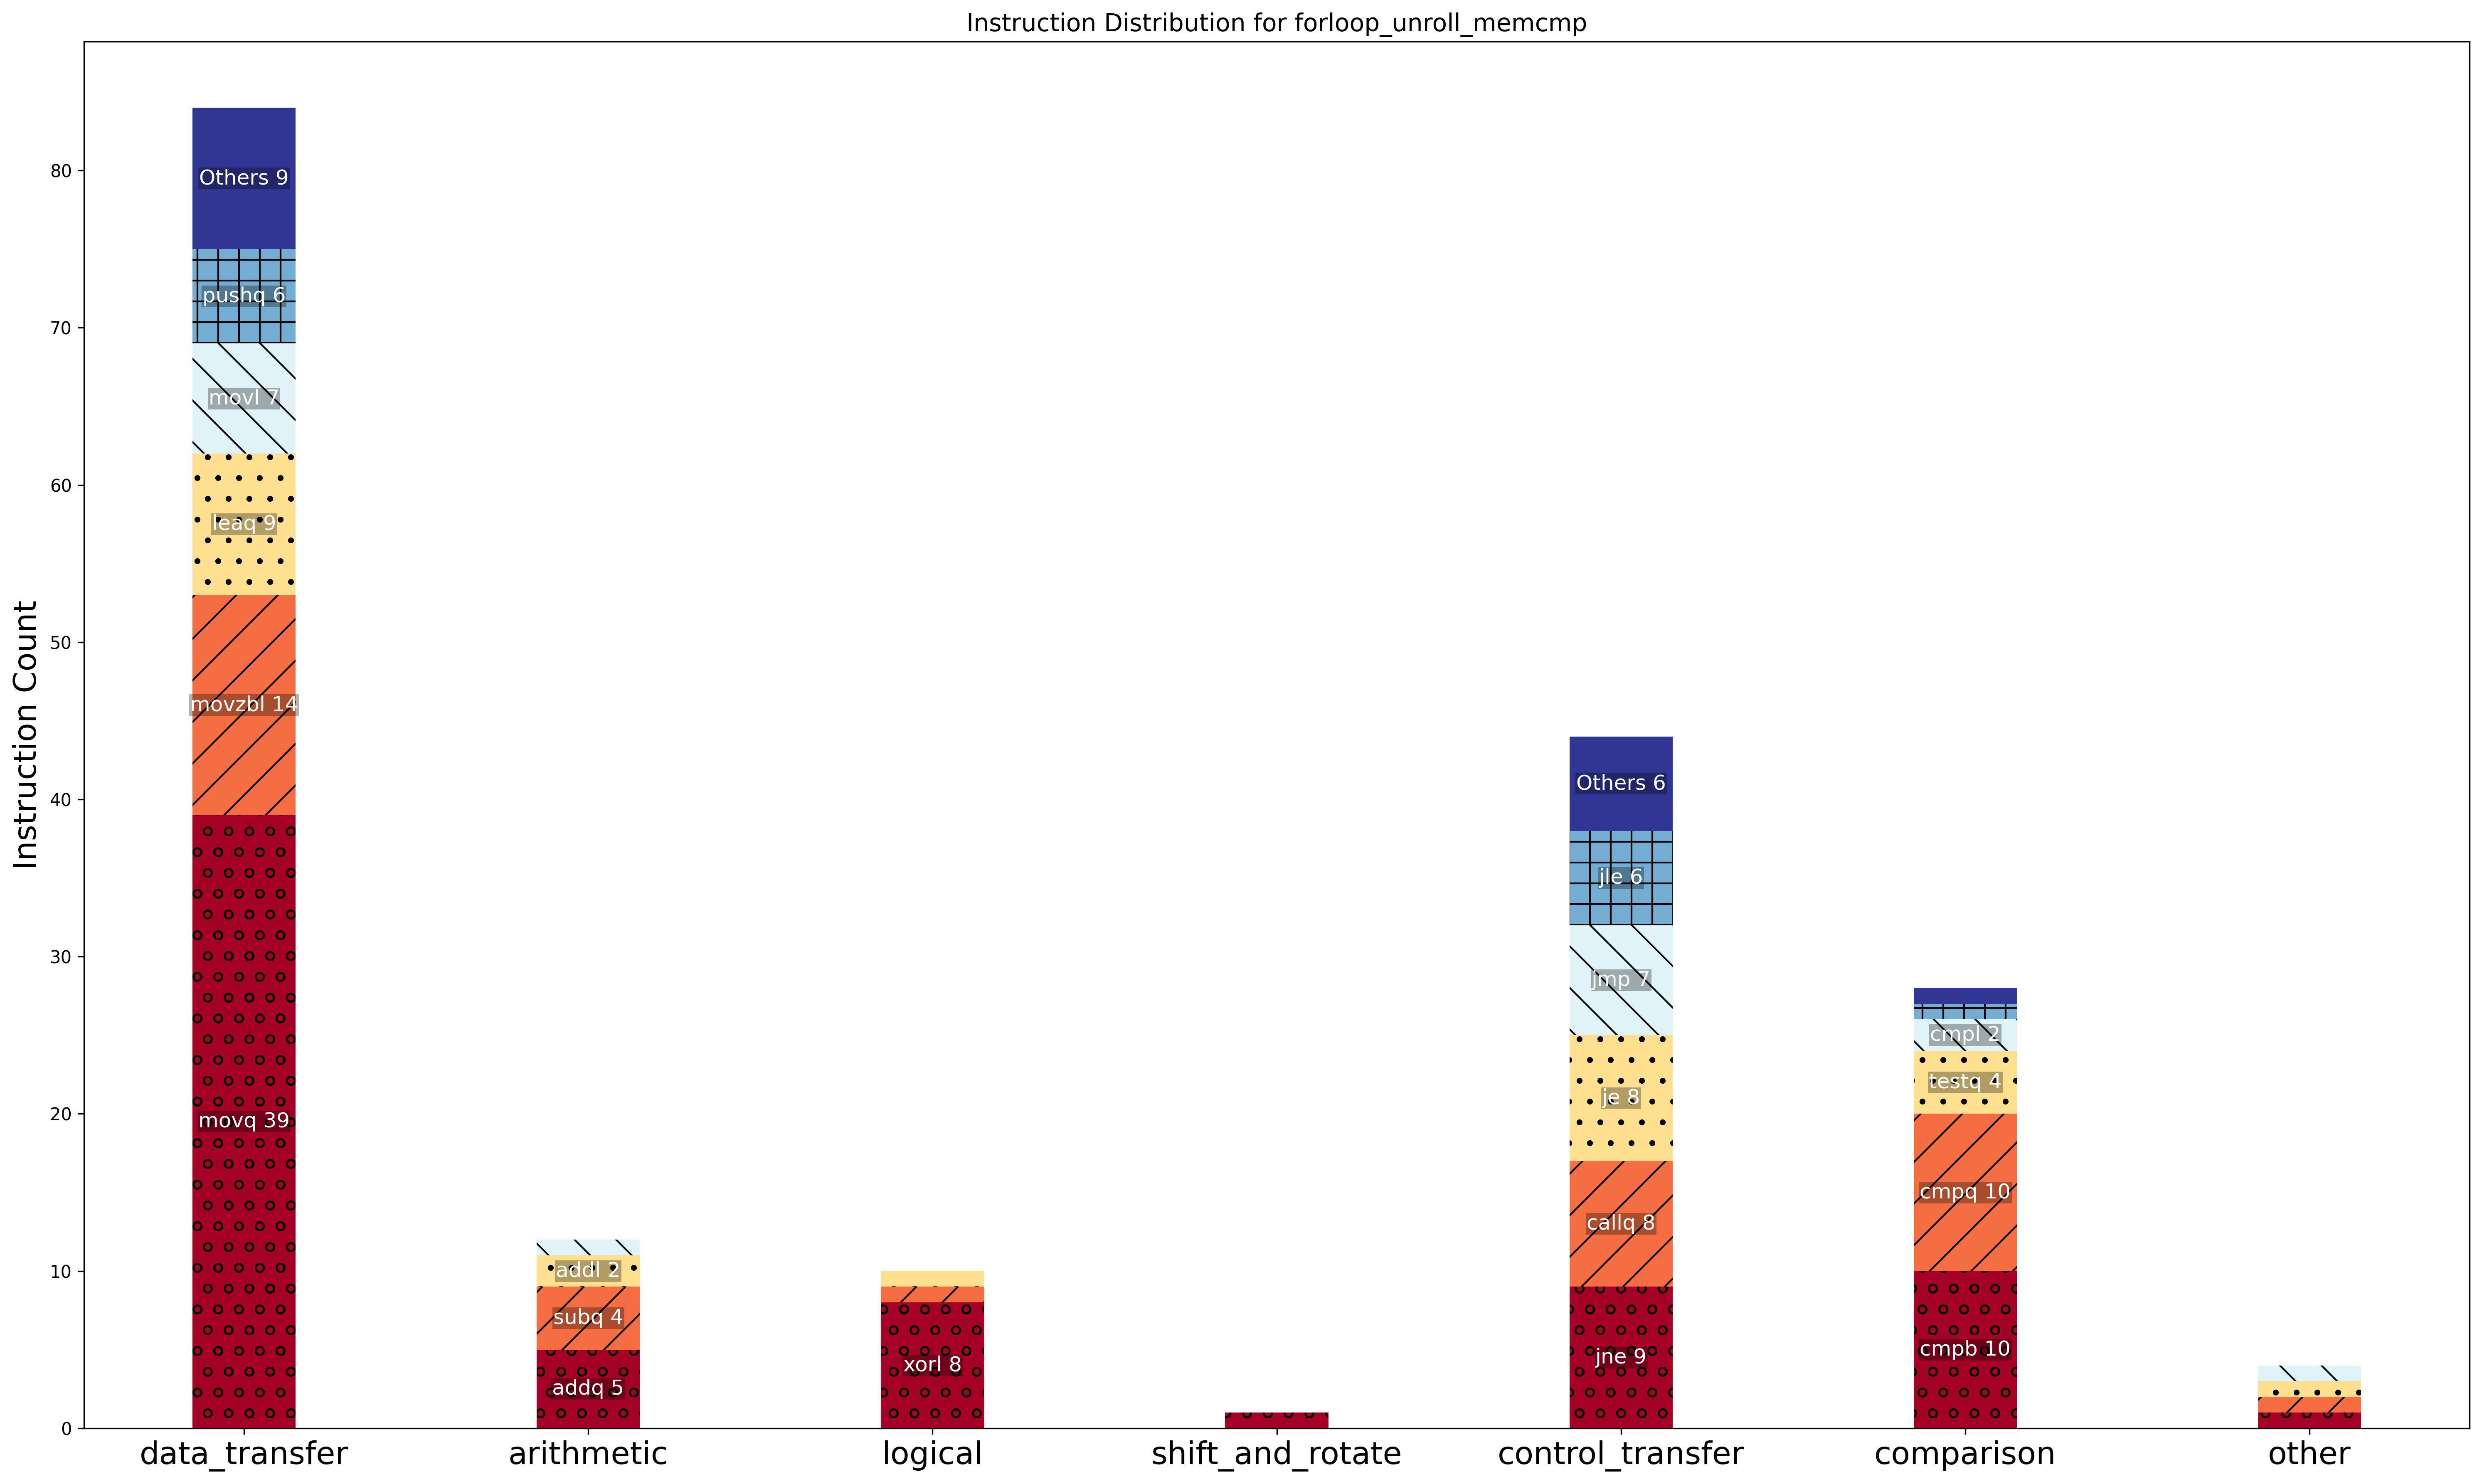 Instruction Distribution for forloop_unroll_memcmp
Instruction Count
80
70
60
50
40
30
20
10
0
Others 9
pushq 6
movl 7
leaq 9
movzbl 14
movq 39
addl 2
subq 4
addq 5
xorl 8
Others 6
jle 6
jmp 7
je 8
callq 8
jne 9
cmpl 2
testq 4
cmpq 10
cmpb 10
data_transfer
arithmetic
logical
shift_and_rotate
control_transfer
comparison
other